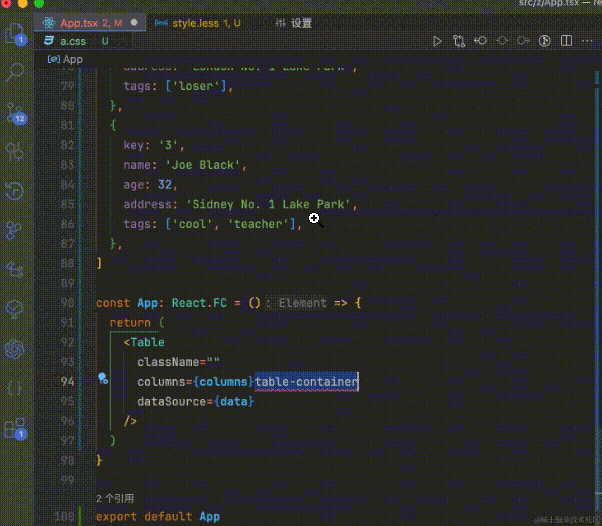 src/z/App.tsx — re
App.tsx 2, M
style.less 1, U
设置
a.css U
App
78 address: 'London No. 1 Lake Park',
79 tags: ['loser'],
80 },
81 {
82 key: '3',
83 name: 'Joe Black',
84 age: 32,
85 address: 'Sidney No. 1 Lake Park',
86 tags: ['cool', 'teacher'],
87 },
88 ]
89
90 const App: React.FC = () : Element => {
91 return (
92 <Table
93 className=""
94 columns={columns}table-container
95 dataSource={data}
96 />
97 )
98 }
99
2 个引用
100 export default App
1
12
1
@稀土掘金技术社区